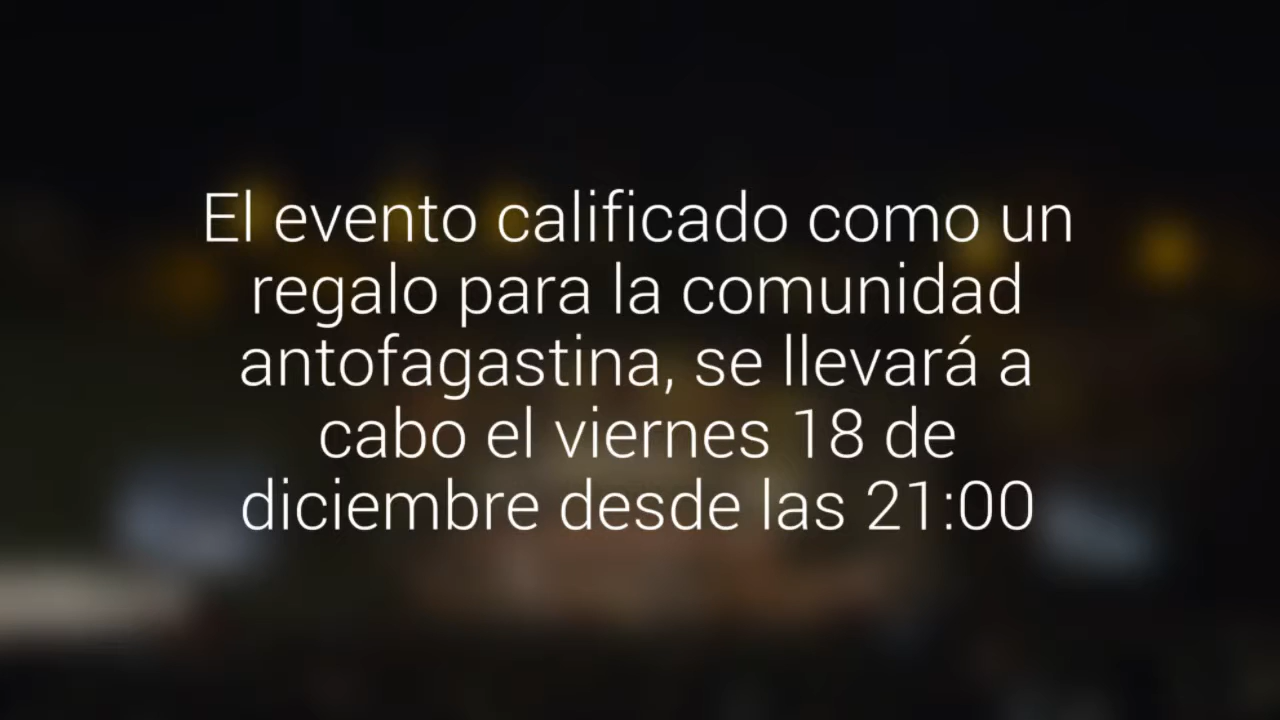 El evento calificado como un
regalo para la comunidad
antofagastina, se llevará a
cabo el viernes 18 de
diciembre desde las 21:00